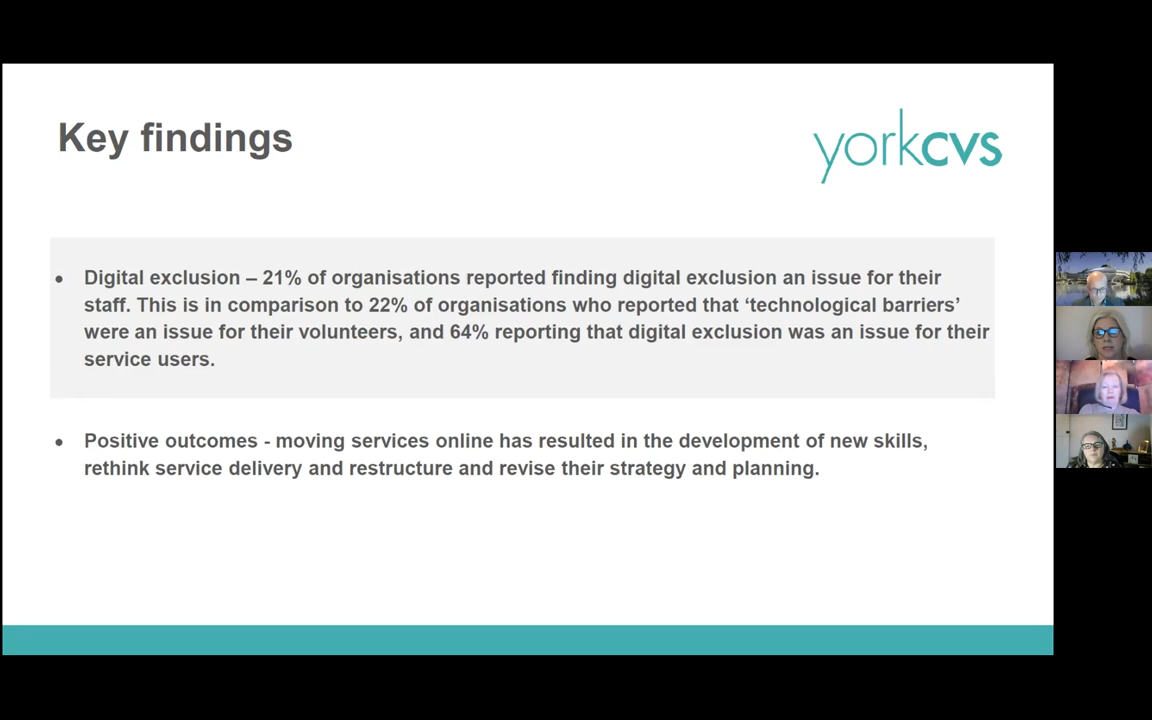 Key findings
yorkcvs
• Digital exclusion – 21% of organisations reported finding digital exclusion an issue for their
staff. This is in comparison to 22% of organisations who reported that ‘technological barriers’
were an issue for their volunteers, and 64% reporting that digital exclusion was an issue for their
service users.
• Positive outcomes - moving services online has resulted in the development of new skills,
rethink service delivery and restructure and revise their strategy and planning.